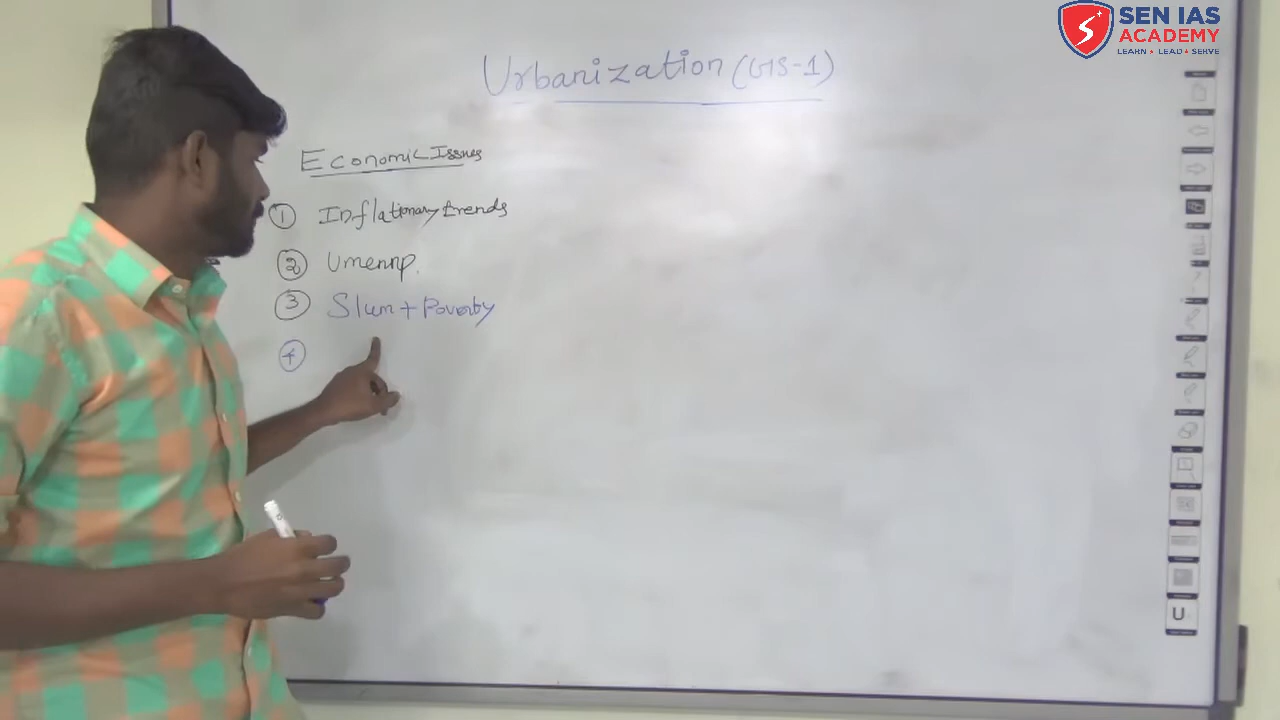 SEN IAS
ACADEMY
LEARN ★ LEAD ★ SERVE
Urbanization (GS-1)
Economic Issues
① Inflationary trends
② Umennp.
③ Slum + Poverty
④
U